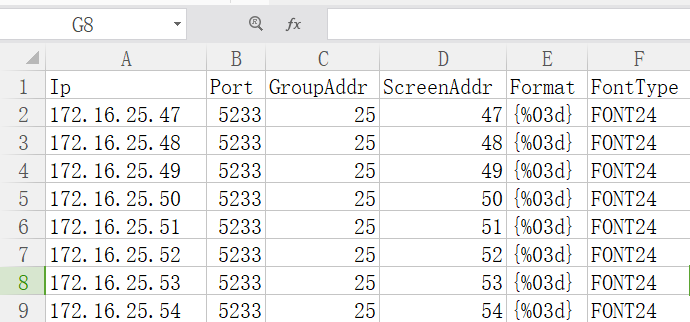 G8 fx
A B C D E F
1 Ip Port GroupAddr ScreenAddr Format FontType
2 172.16.25.47 5233 25 47 {%03d} FONT24
3 172.16.25.48 5233 25 48 {%03d} FONT24
4 172.16.25.49 5233 25 49 {%03d} FONT24
5 172.16.25.50 5233 25 50 {%03d} FONT24
6 172.16.25.51 5233 25 51 {%03d} FONT24
7 172.16.25.52 5233 25 52 {%03d} FONT24
8 172.16.25.53 5233 25 53 {%03d} FONT24
9 172.16.25.54 5233 25 54 {%03d} FONT24